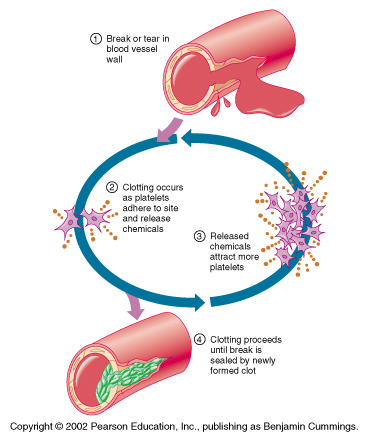 1 Break or tear in
blood vessel
wall
2 Clotting occurs
as platelets
adhere to site
and release
chemicals
3 Released
chemicals
attract more
platelets
4 Clotting proceeds
until break is
sealed by newly
formed clot
Copyright © 2002 Pearson Education, Inc., publishing as Benjamin Cummings.